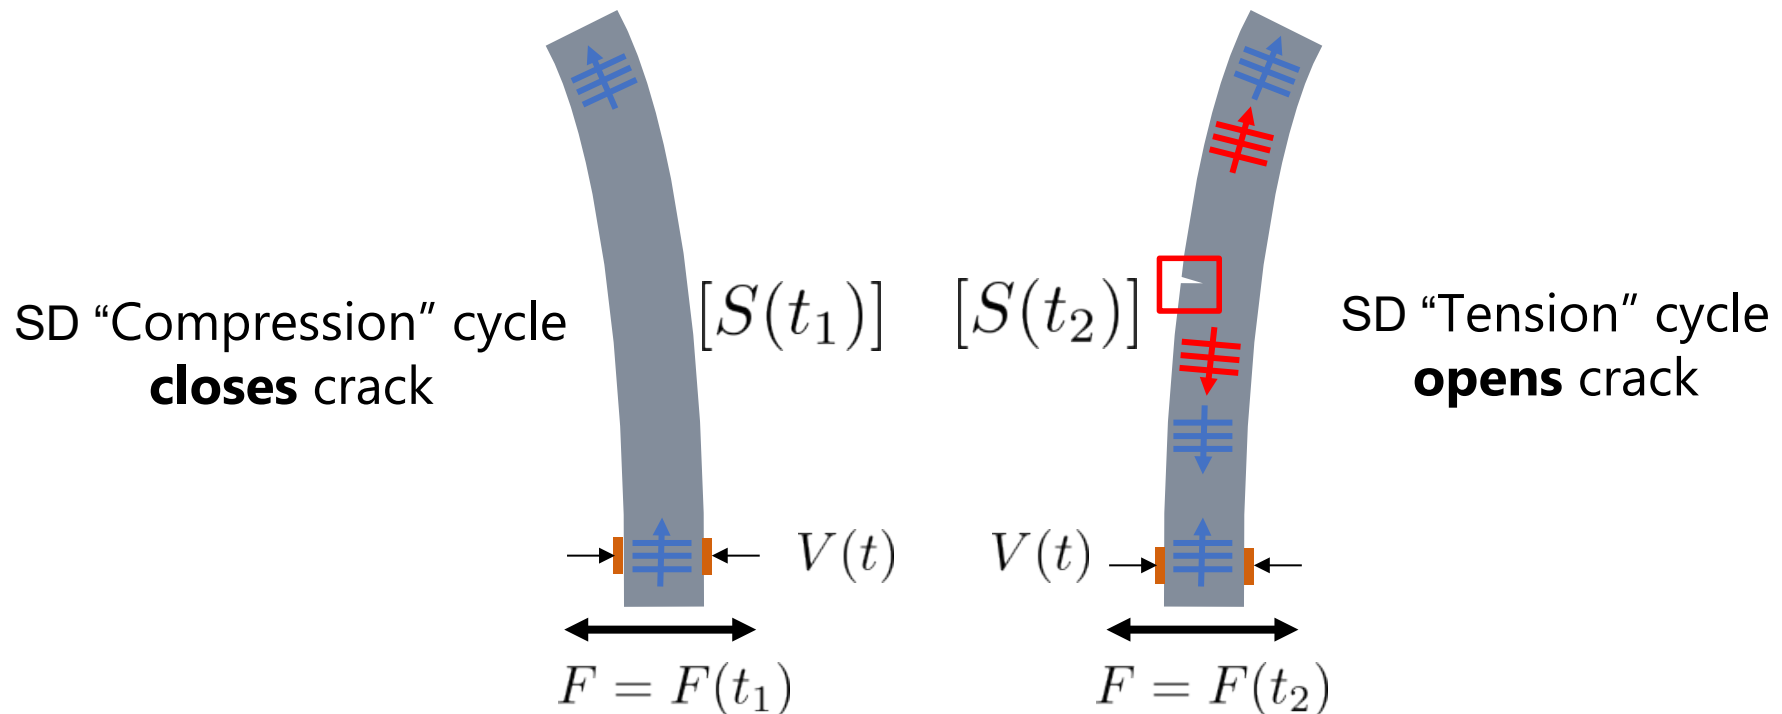 SD “Compression” cycle
closes crack
[S(t₁)]
V(t)
F = F(t₁)
[S(t₂)]
V(t)
F = F(t₂)
SD “Tension” cycle
opens crack